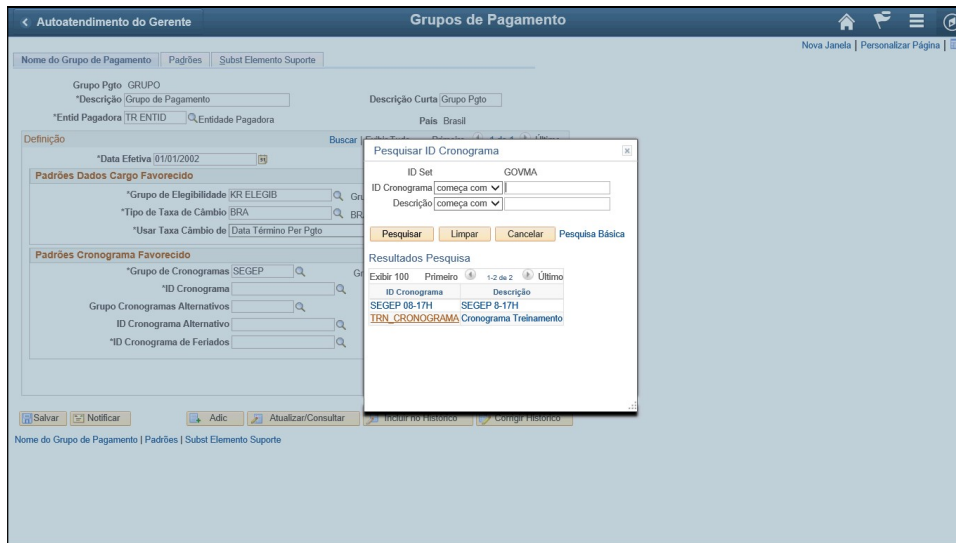 Autoatendimento do Gerente
Grupos de Pagamento
Nova Janela | Personalizar Página |
Nome do Grupo de Pagamento
Padrões
Subst Elemento Suporte
Grupo Pgto GRUPO
*Descrição Grupo de Pagamento
Descrição Curta Grupo Pgto
*Entid Pagadora TR ENTID Entidade Pagadora
País Brasil
Definição
Buscar |
*Data Efetiva 01/01/2002
Padrões Dados Cargo Favorecido
*Grupo de Elegibilidade KR ELEGIB
*Tipo de Taxa de Câmbio BRA
*Usar Taxa Câmbio de Data Término Per Pgto
Padrões Cronograma Favorecido
*Grupo de Cronogramas SEGEP
*ID Cronograma
Grupo Cronogramas Alternativos
ID Cronograma Alternativo
*ID Cronograma de Feriados
Pesquisar ID Cronograma
ID Set GOVMA
ID Cronograma começa com
Descrição começa com
Pesquisar Limpar Cancelar Pesquisa Básica
Resultados Pesquisa
Exibir 100 Primeiro 1-2 de 2 Último
ID Cronograma Descrição
SEGEP 08-17H SEGEP 8-17H
TRN_CRONOGRAMA Cronograma Treinamento
Salvar Notificar Adic Atualizar/Consultar Incluir no Histórico Corrigir Histórico
Nome do Grupo de Pagamento | Padrões | Subst Elemento Suporte